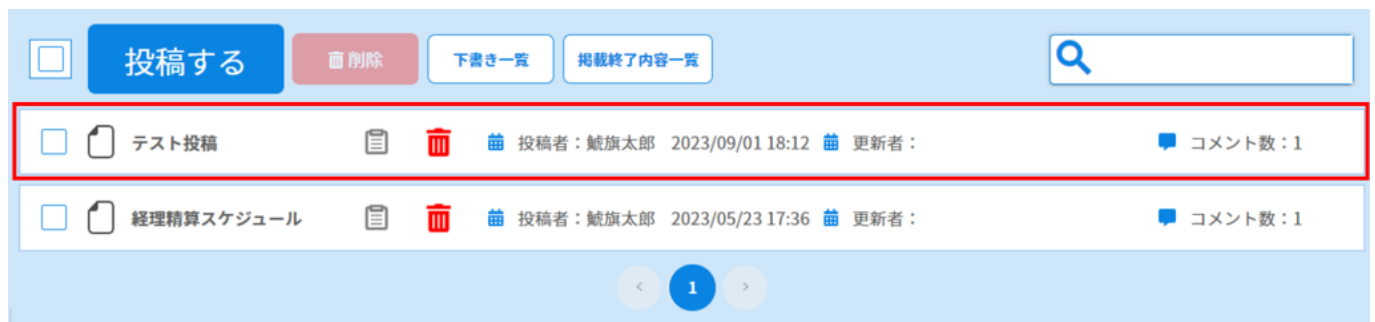 投稿する 削除 下書き一覧 掲載終了内容一覧
テスト投稿 投稿者：鯱旗太郎 2023/09/01 18:12 更新者： コメント数：1
経理精算スケジュール 投稿者：鯱旗太郎 2023/05/23 17:36 更新者： コメント数：1
‹ 1 ›